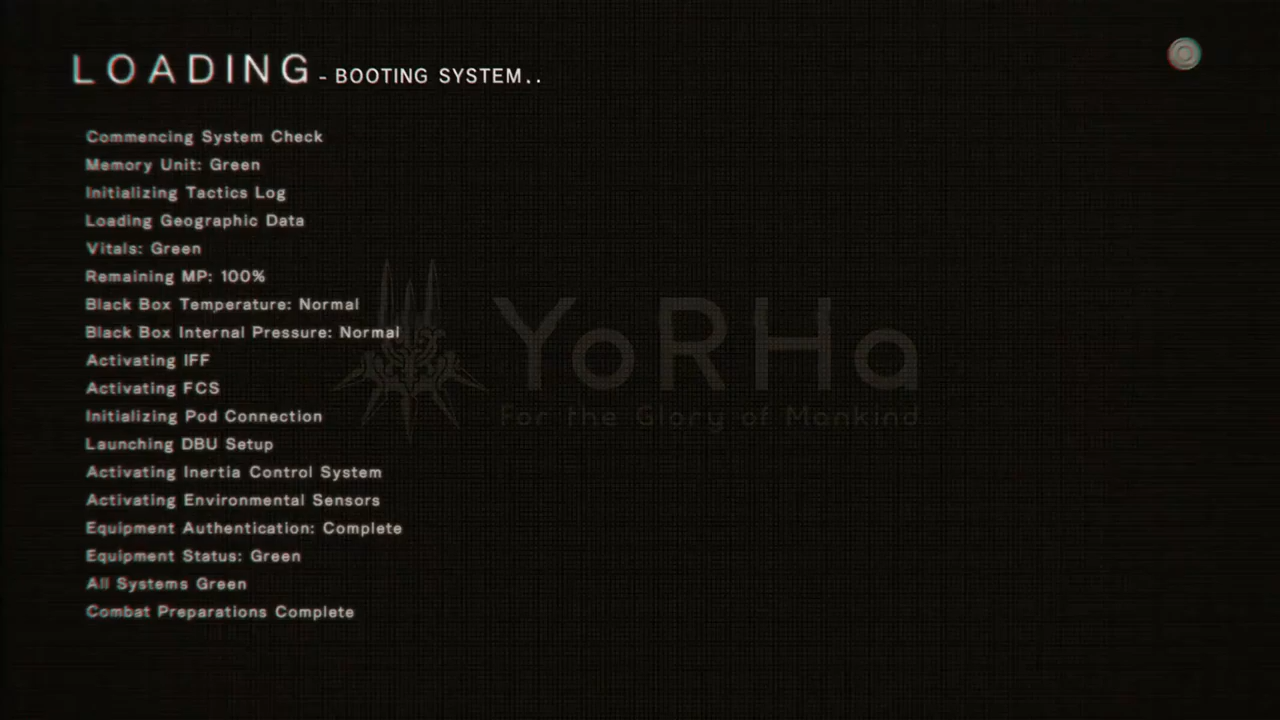 LOADING - BOOTING SYSTEM..
Commencing System Check
Memory Unit: Green
Initializing Tactics Log
Loading Geographic Data
Vitals: Green
Remaining MP: 100%
Black Box Temperature: Normal
Black Box Internal Pressure: Normal
Activating IFF
Activating FCS
Initializing Pod Connection
Launching DBU Setup
Activating Inertia Control System
Activating Environmental Sensors
Equipment Authentication: Complete
Equipment Status: Green
All Systems Green
Combat Preparations Complete
YoRHa
For the Glory of Mankind